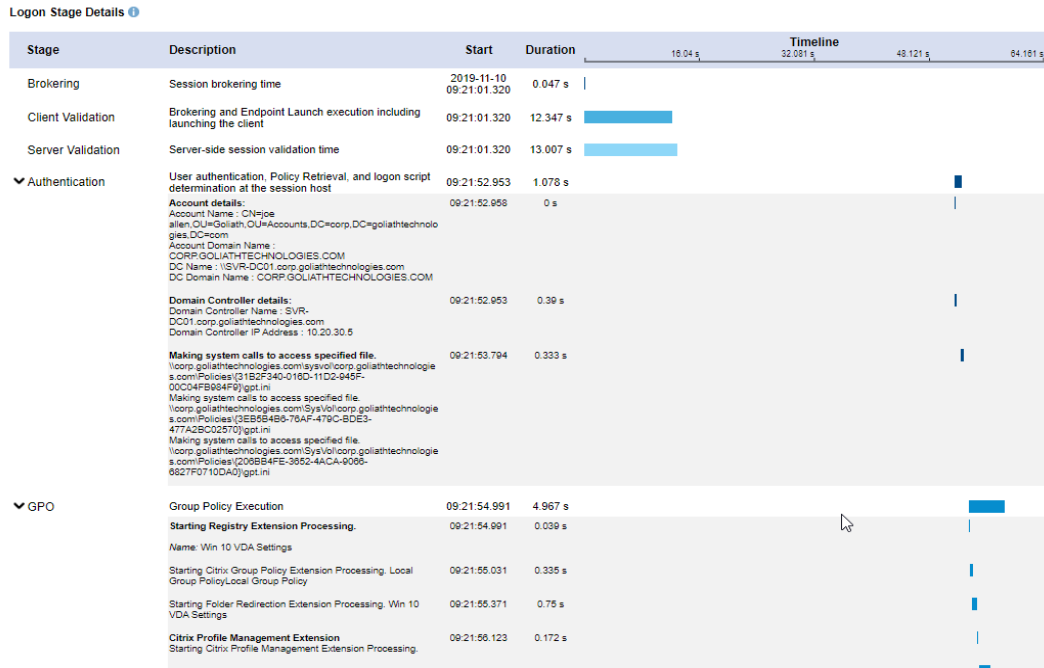 Logon Stage Details
Stage Description Start Duration Timeline
16.04 s 32.081 s 48.121 s 64.161 s
Brokering Session brokering time 2019-11-10
09:21:01.320 0.047 s
Client Validation Brokering and Endpoint Launch execution including
launching the client 09:21:01.320 12.347 s
Server Validation Server-side session validation time 09:21:01.320 13.007 s
Authentication User authentication, Policy Retrieval, and logon script
determination at the session host 09:21:52.953 1.078 s
Account details: 09:21:52.958 0 s
Account Name : CN=joe
allen,OU=Goliath,OU=Accounts,DC=corp,DC=goliathtechnolo
gies,DC=com
Account Domain Name :
CORP.GOLIATHTECHNOLOGIES.COM
DC Name : \\SVR-DC01.corp.goliathtechnologies.com
DC Domain Name : CORP.GOLIATHTECHNOLOGIES.COM
Domain Controller details: 09:21:52.953 0.39 s
Domain Controller Name : SVR-
DC01.corp.goliathtechnologies.com
Domain Controller IP Address : 10.20.30.5
Making system calls to access specified file. 09:21:53.794 0.333 s
\\corp.goliathtechnologies.com\sysvol\corp.goliathtechnologie
s.com\Policies\{31B2F340-016D-11D2-945F-
00C04FB984F9}\gpt.ini
Making system calls to access specified file.
\\corp.goliathtechnologies.com\SysVol\corp.goliathtechnologie
s.com\Policies\{3EB5B4B6-76AF-479C-BDE3-
477A2BC02570}\gpt.ini
Making system calls to access specified file.
\\corp.goliathtechnologies.com\SysVol\corp.goliathtechnologie
s.com\Policies\{206BB4FE-3652-4ACA-9066-
6827F0710DA0}\gpt.ini
GPO Group Policy Execution 09:21:54.991 4.967 s
Starting Registry Extension Processing. 09:21:54.991 0.039 s
Name: Win 10 VDA Settings
Starting Citrix Group Policy Extension Processing. Local
Group PolicyLocal Group Policy 09:21:55.031 0.335 s
Starting Folder Redirection Extension Processing. Win 10
VDA Settings 09:21:55.371 0.75 s
Citrix Profile Management Extension 09:21:56.123 0.172 s
Starting Citrix Profile Management Extension Processing.